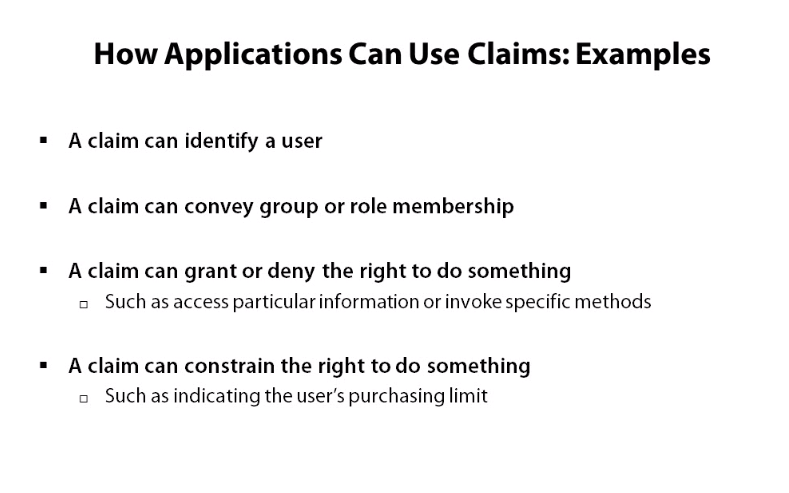 How Applications Can Use Claims: Examples
▪ A claim can identify a user
▪ A claim can convey group or role membership
▪ A claim can grant or deny the right to do something
▫ Such as access particular information or invoke specific methods
▪ A claim can constrain the right to do something
▫ Such as indicating the user’s purchasing limit